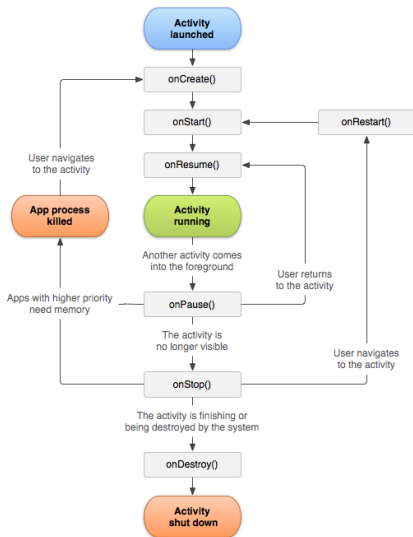 Activity
launched
onCreate()
onStart()
onRestart()
User navigates
to the activity
onResume()
App process
killed
Activity
running
Another activity comes
into the foreground
User returns
to the activity
Apps with higher priority
need memory
onPause()
The activity is
no longer visible
User navigates
to the activity
onStop()
The activity is finishing or
being destroyed by the system
onDestroy()
Activity
shut down